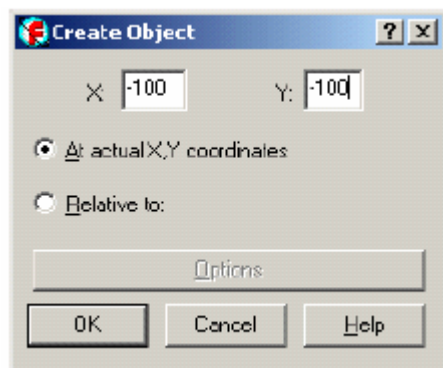 Create Object
X: -100 Y: -100
At actual X,Y coordinates
Relative to:
Options
OK Cancel Help